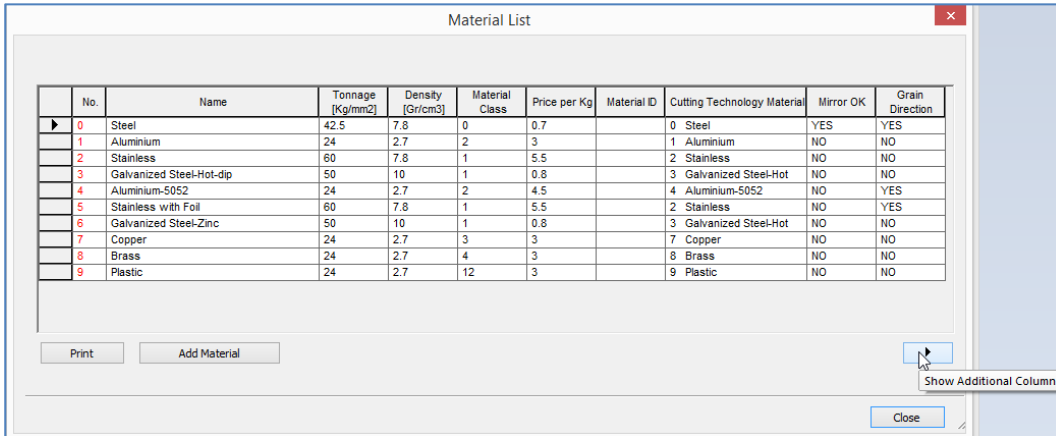 Material List
No. Name Tonnage [Kg/mm2] Density [Gr/cm3] Material Class Price per Kg Material ID Cutting Technology Material Mirror OK Grain Direction
0 Steel 42.5 7.8 0 0.7 0 Steel YES YES
1 Aluminium 24 2.7 2 3 1 Aluminium NO NO
2 Stainless 60 7.8 1 5.5 2 Stainless NO NO
3 Galvanized Steel-Hot-dip 50 10 1 0.8 3 Galvanized Steel-Hot NO NO
4 Aluminium-5052 24 2.7 2 4.5 4 Aluminium-5052 NO YES
5 Stainless with Foil 60 7.8 1 5.5 2 Stainless NO YES
6 Galvanized Steel-Zinc 50 10 1 0.8 3 Galvanized Steel-Hot NO NO
7 Copper 24 2.7 3 3 7 Copper NO NO
8 Brass 24 2.7 4 3 8 Brass NO NO
9 Plastic 24 2.7 12 3 9 Plastic NO NO
Print Add Material
Show Additional Column
Close